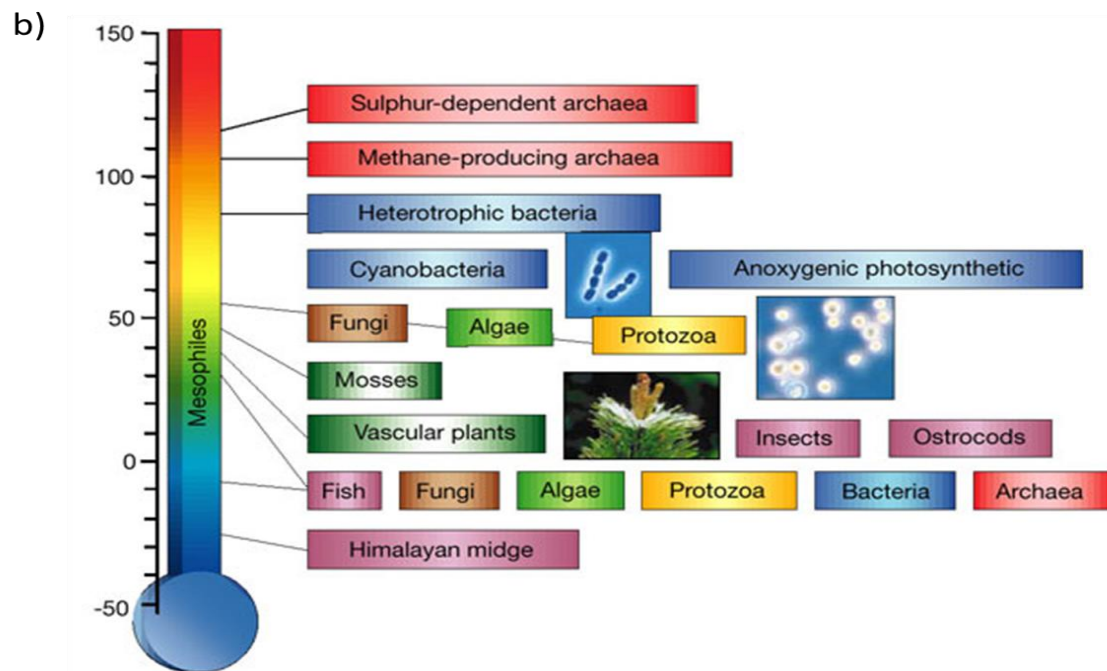 b)
150
Sulphur-dependent archaea
Methane-producing archaea
100
Heterotrophic bacteria
Cyanobacteria
Anoxygenic photosynthetic
50
Fungi
Algae
Protozoa
Mesophiles
Mosses
Vascular plants
Insects
Ostrocods
0
Fish
Fungi
Algae
Protozoa
Bacteria
Archaea
Himalayan midge
-50